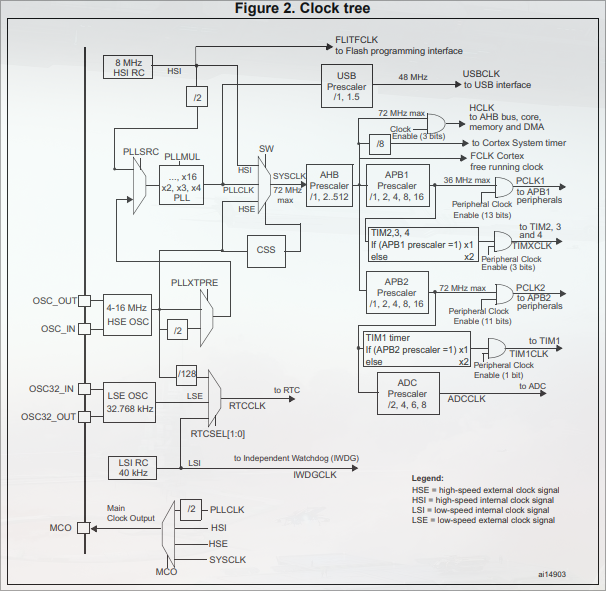 Figure 2. Clock tree
FLITFCLK
to Flash programming interface
8 MHz
HSI RC
HSI
/2
USB
Prescaler
/1, 1.5
48 MHz
USBCLK
to USB interface
HCLK
to AHB bus, core,
memory and DMA
72 MHz max
Clock
Enable (3 bits)
/8
to Cortex System timer
FCLK Cortex
free running clock
PLLSRC
PLLMUL
..., x16
x2, x3, x4
PLL
SW
HSI
PLLCLK
HSE
SYSCLK
72 MHz
max
AHB
Prescaler
/1, 2..512
APB1
Prescaler
/1, 2, 4, 8, 16
36 MHz max
PCLK1
to APB1
peripherals
Peripheral Clock
Enable (13 bits)
TIM2,3, 4
If (APB1 prescaler =1) x1
else
x2
to TIM2, 3
and 4
TIMXCLK
Peripheral Clock
Enable (3 bits)
CSS
PLLXTPRE
/2
OSC_OUT
OSC_IN
4-16 MHz
HSE OSC
APB2
Prescaler
/1, 2, 4, 8, 16
72 MHz max
PCLK2
to APB2
peripherals
Peripheral Clock
Enable (11 bits)
TIM1 timer
If (APB2 prescaler =1) x1
else
x2
to TIM1
TIM1CLK
Peripheral Clock
Enable (1 bit)
ADC
Prescaler
/2, 4, 6, 8
to ADC
ADCCLK
/128
OSC32_IN
OSC32_OUT
LSE OSC
32.768 kHz
LSE
to RTC
RTCCLK
RTCSEL[1:0]
LSI RC
40 kHz
LSI
to Independent Watchdog (IWDG)
IWDGCLK
Legend:
HSE = high-speed external clock signal
HSI = high-speed internal clock signal
LSI = low-speed internal clock signal
LSE = low-speed external clock signal
MCO
Main
Clock Output
/2
PLLCLK
HSI
HSE
SYSCLK
MCO
ai14903